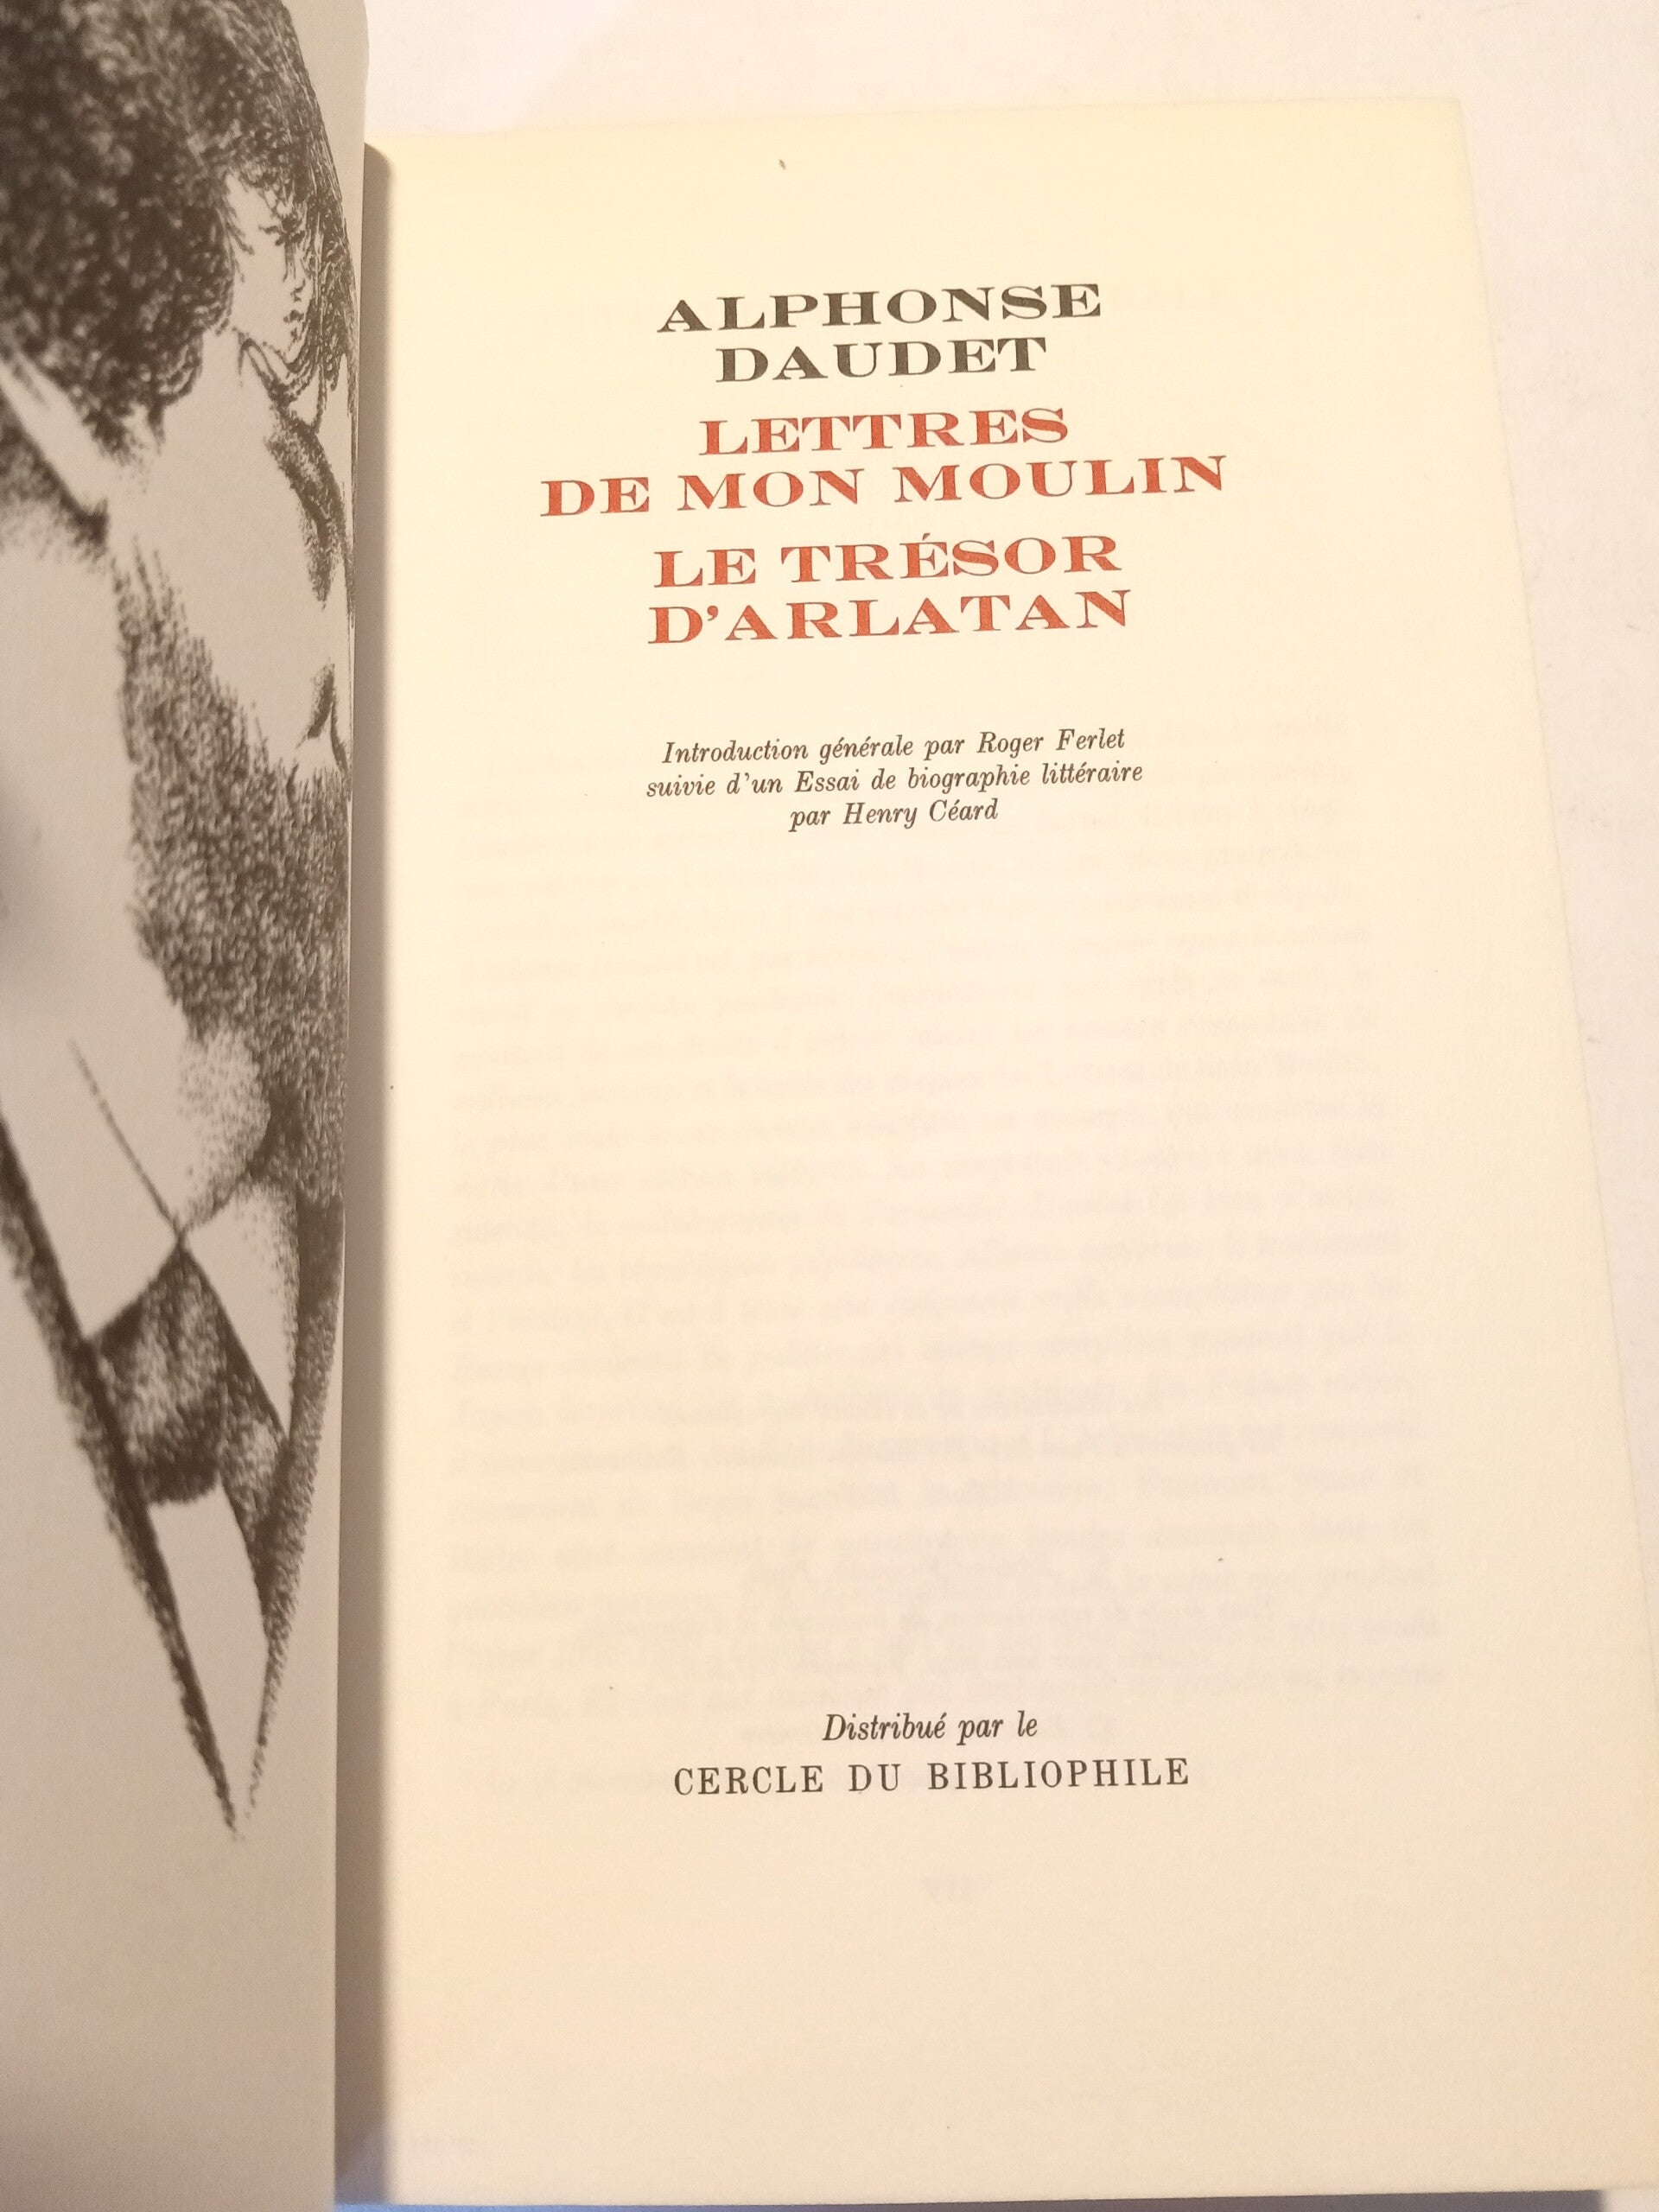 ALPHONSE
DAUDET
LETTRES
DE MON MOULIN
LE TRÉSOR
D'ARLATAN
Introduction générale par Roger Ferlet
suivie d'un Essai de biographie littéraire
par Henry Céard
Distribué par le
CERCLE DU BIBLIOPHILE